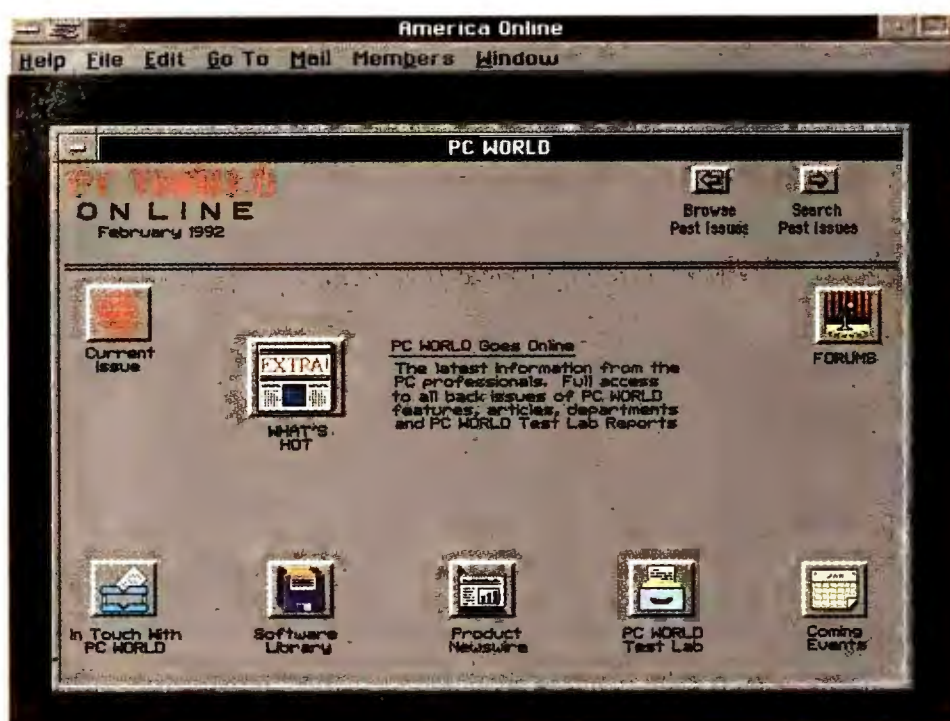 America Online
Help File Edit Go To Mail Members Window
PC WORLD
PC WORLD
ONLINE
February 1992
Browse
Past Issues
Search
Past Issues
Current
Issue
EXTRA!
WHAT'S
HOT
PC WORLD Goes Online
The latest information from the
PC professionals. Full access
to all back issues of PC WORLD
features, articles, departments
and PC WORLD Test Lab Reports
FORUMS
In Touch With
PC WORLD
Software
Library
Product
Newswire
PC WORLD
Test Lab
JAN
Coming
Events